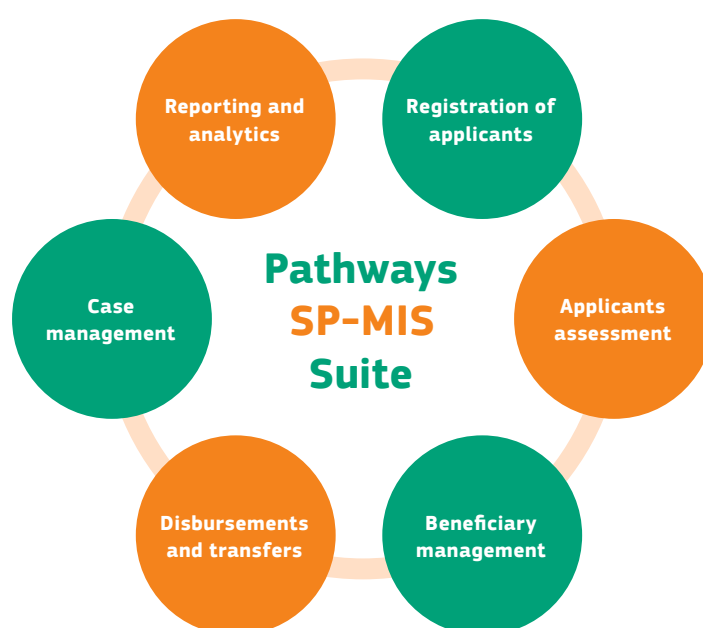 Reporting and
analytics
Registration of
applicants
Pathways
SP-MIS
Suite
Case
management
Applicants
assessment
Disbursements
and transfers
Beneficiary
management